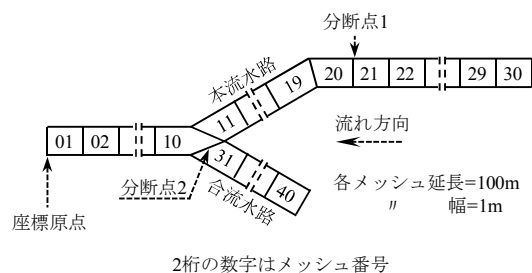 分断点1
20 21 22 29 30
本流水路
19
11
流れ方向
01 02 10
31
分断点2
合流水路
40
各メッシュ延長=100m
〃 幅=1m
座標原点
2桁の数字はメッシュ番号